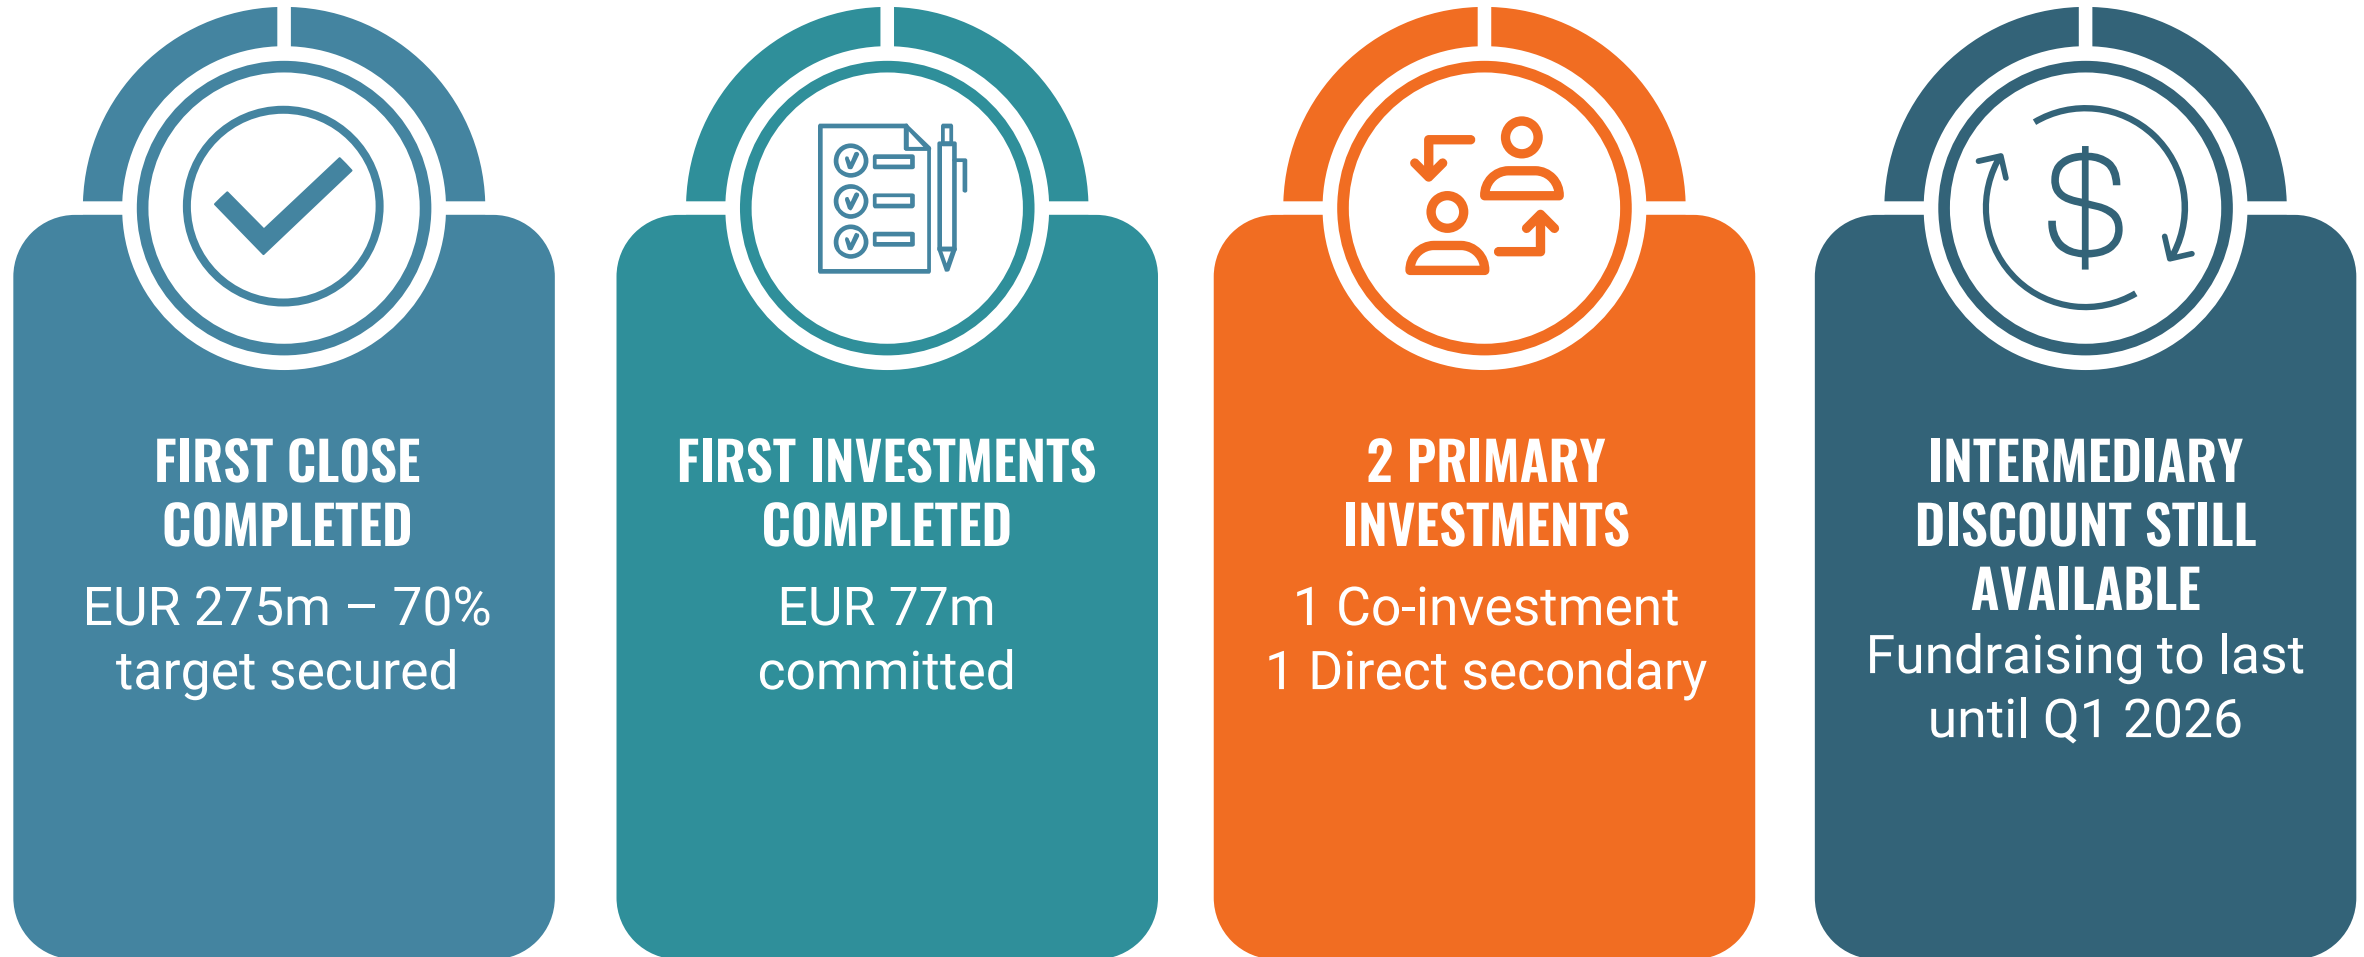 FIRST CLOSE
COMPLETED
EUR 275m – 70%
target secured
FIRST INVESTMENTS
COMPLETED
EUR 77m
committed
2 PRIMARY
INVESTMENTS
1 Co-investment
1 Direct secondary
INTERMEDIARY
DISCOUNT STILL
AVAILABLE
Fundraising to last
until Q1 2026